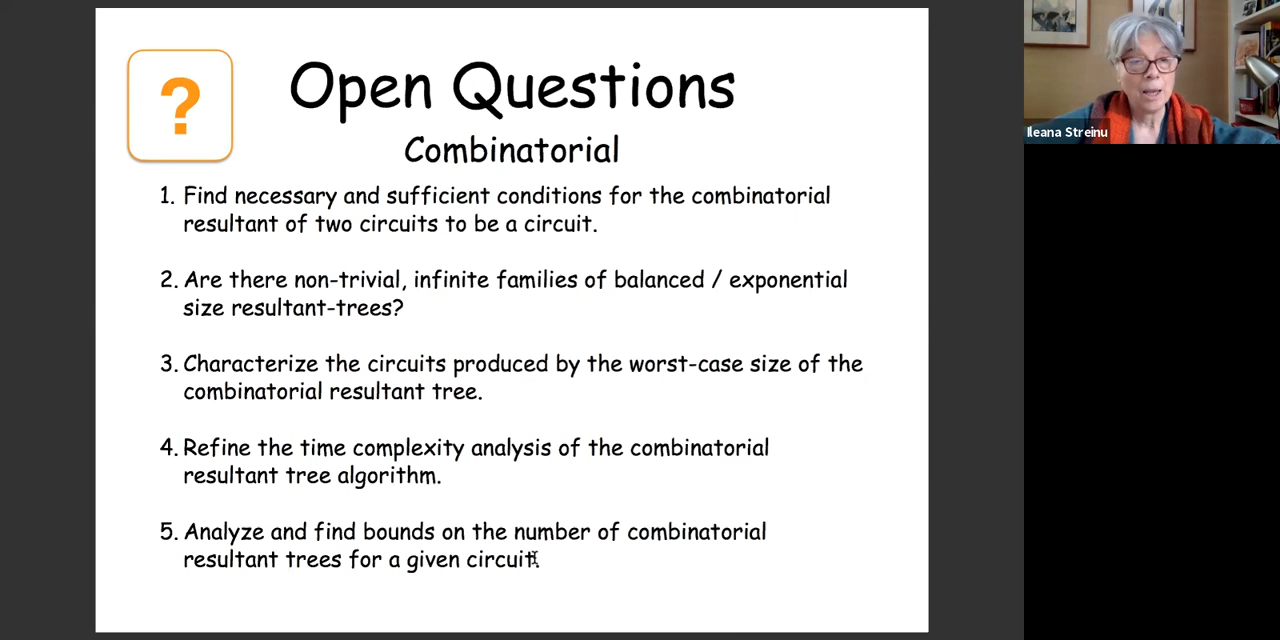 ?
Open Questions
Combinatorial
1. Find necessary and sufficient conditions for the combinatorial
resultant of two circuits to be a circuit.
2. Are there non-trivial, infinite families of balanced / exponential
size resultant-trees?
3. Characterize the circuits produced by the worst-case size of the
combinatorial resultant tree.
4. Refine the time complexity analysis of the combinatorial
resultant tree algorithm.
5. Analyze and find bounds on the number of combinatorial
resultant trees for a given circuit.
Ileana Streinu